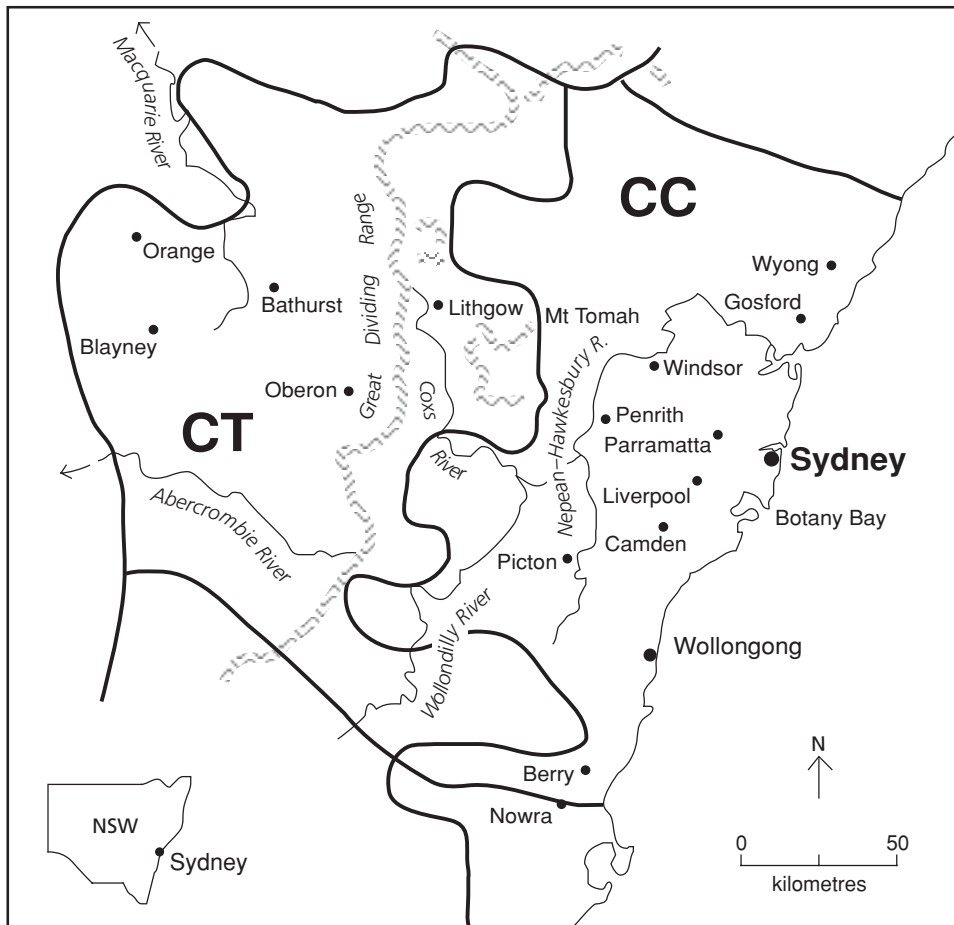 Macquarie River
CC
Great Dividing Range
Orange
Wyong
Bathurst
Lithgow
Gosford
Mt Tomah
Blayney
Windsor
Oberon
Coxs
River
Nepean–Hawkesbury R.
Penrith
CT
Parramatta
Sydney
Liverpool
Abercrombie River
Botany Bay
Camden
Picton
Wollondilly River
Wollongong
N
Berry
Nowra
NSW
Sydney
0 50
kilometres